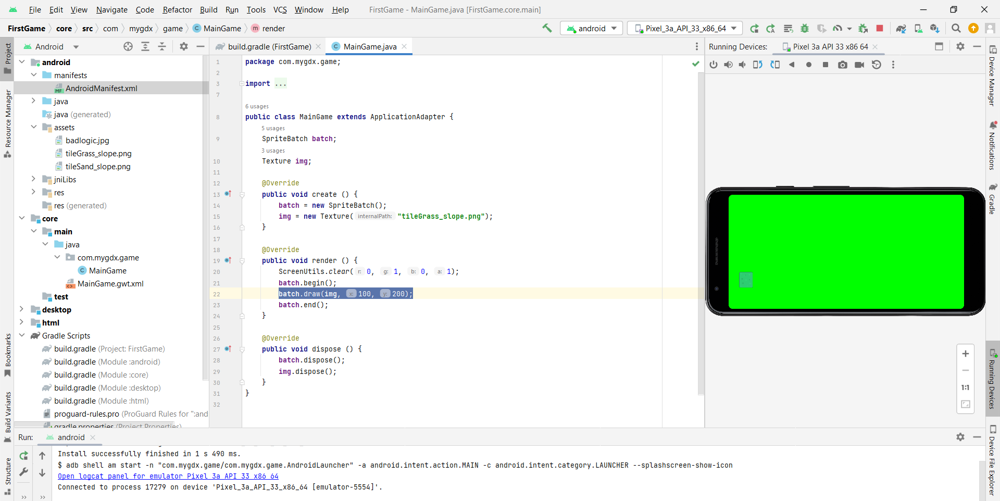 File Edit View Navigate Code Refactor Build Run Tools VCS Window Help FirstGame - MainGame.java [FirstGame.core.main]
FirstGame core src com mygdx game MainGame render android Pixel_3a_API_33_x86_64
Project
Resource Manager
Bookmarks
Build Variants
Structure
Android
android
manifests
AndroidManifest.xml
java
java (generated)
assets
badlogic.jpg
tileGrass_slope.png
tileSand_slope.png
jniLibs
res
res (generated)
core
main
java
com.mygdx.game
MainGame
MainGame.gwt.xml
test
desktop
html
Gradle Scripts
build.gradle (Project: FirstGame)
build.gradle (Module :android)
build.gradle (Module :core)
build.gradle (Module :desktop)
build.gradle (Module :html)
proguard-rules.pro (ProGuard Rules for ":and
gradle.properties (Project Properties)
build.gradle (FirstGame) MainGame.java
1 package com.mygdx.game;
2
3 import ...
7
6 usages
8 public class MainGame extends ApplicationAdapter {
5 usages
9 SpriteBatch batch;
3 usages
10 Texture img;
11
12 @Override
13 public void create () {
14 batch = new SpriteBatch();
15 img = new Texture( internalPath: "tileGrass_slope.png");
16 }
17
18 @Override
19 public void render () {
20 ScreenUtils.clear( r: 0, g: 1, b: 0, a: 1);
21 batch.begin();
22 batch.draw(img, x: 100, y: 200);
23 batch.end();
24 }
25
26 @Override
27 public void dispose () {
28 batch.dispose();
29 img.dispose();
30 }
31 }
32
Running Devices: Pixel 3a API 33 x86 64
1:1
Device Manager
Notifications
Gradle
Running Devices
Device File Explorer
Run: android
Install successfully finished in 1 s 490 ms.
$ adb shell am start -n "com.mygdx.game/com.mygdx.game.AndroidLauncher" -a android.intent.action.MAIN -c android.intent.category.LAUNCHER --splashscreen-show-icon
Open logcat panel for emulator Pixel 3a API 33 x86 64
Connected to process 17279 on device 'Pixel_3a_API_33_x86_64 [emulator-5554]'.